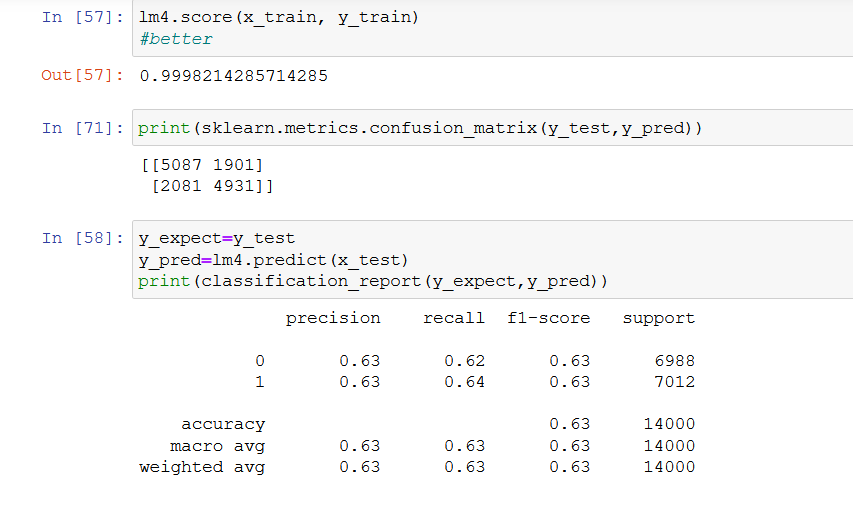 In [57]: lm4.score(x_train, y_train)
#better
Out[57]: 0.9998214285714285
In [71]: print(sklearn.metrics.confusion_matrix(y_test,y_pred))
[[5087 1901]
 [2081 4931]]
In [58]: y_expect=y_test
y_pred=lm4.predict(x_test)
print(classification_report(y_expect,y_pred))
precision recall f1-score support
0 0.63 0.62 0.63 6988
1 0.63 0.64 0.63 7012
accuracy 0.63 14000
macro avg 0.63 0.63 0.63 14000
weighted avg 0.63 0.63 0.63 14000